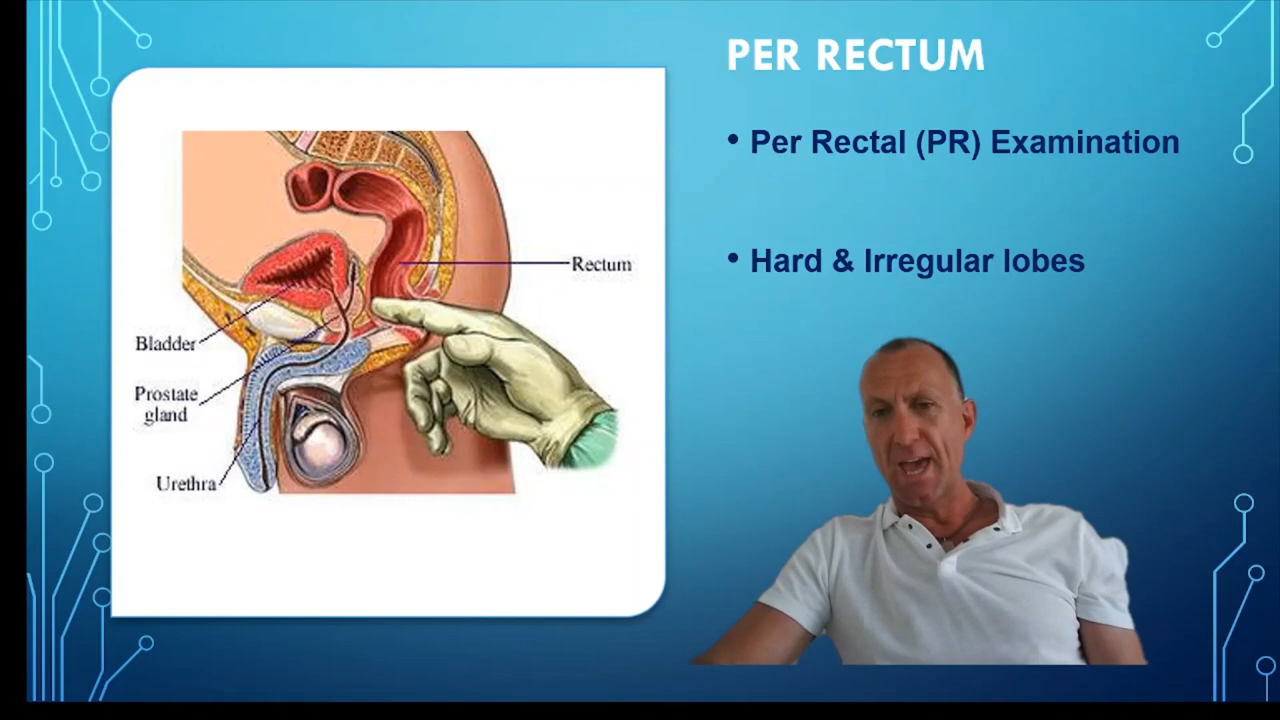 PER RECTUM
• Per Rectal (PR) Examination
• Hard & Irregular lobes
Rectum
Bladder
Prostate
gland
Urethra